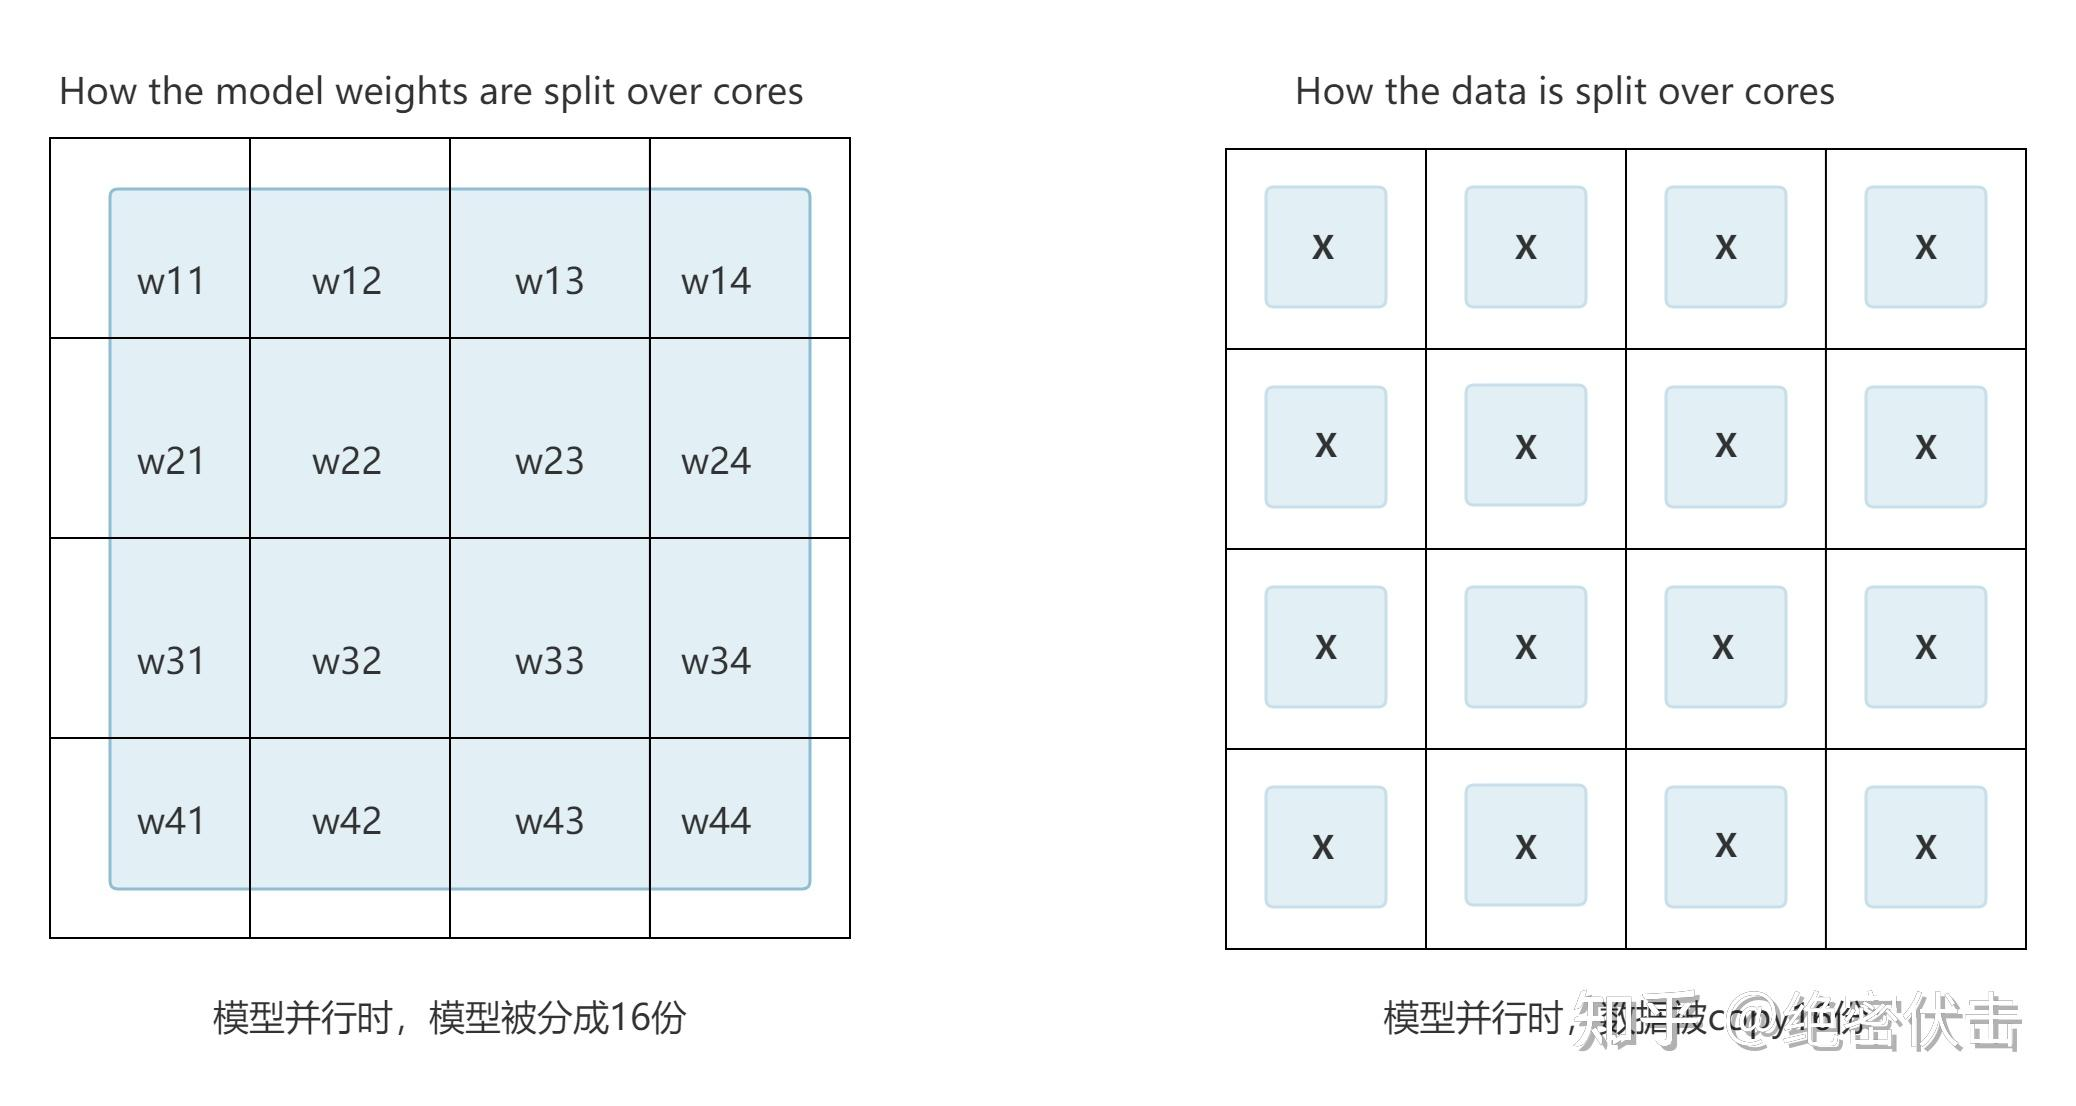 How the model weights are split over cores
w11 w12 w13 w14
w21 w22 w23 w24
w31 w32 w33 w34
w41 w42 w43 w44
模型并行时，模型被分成16份
How the data is split over cores
X X X X
X X X X
X X X X
X X X X
模型并行时，数据被copy16份
知乎 @绝密伏击